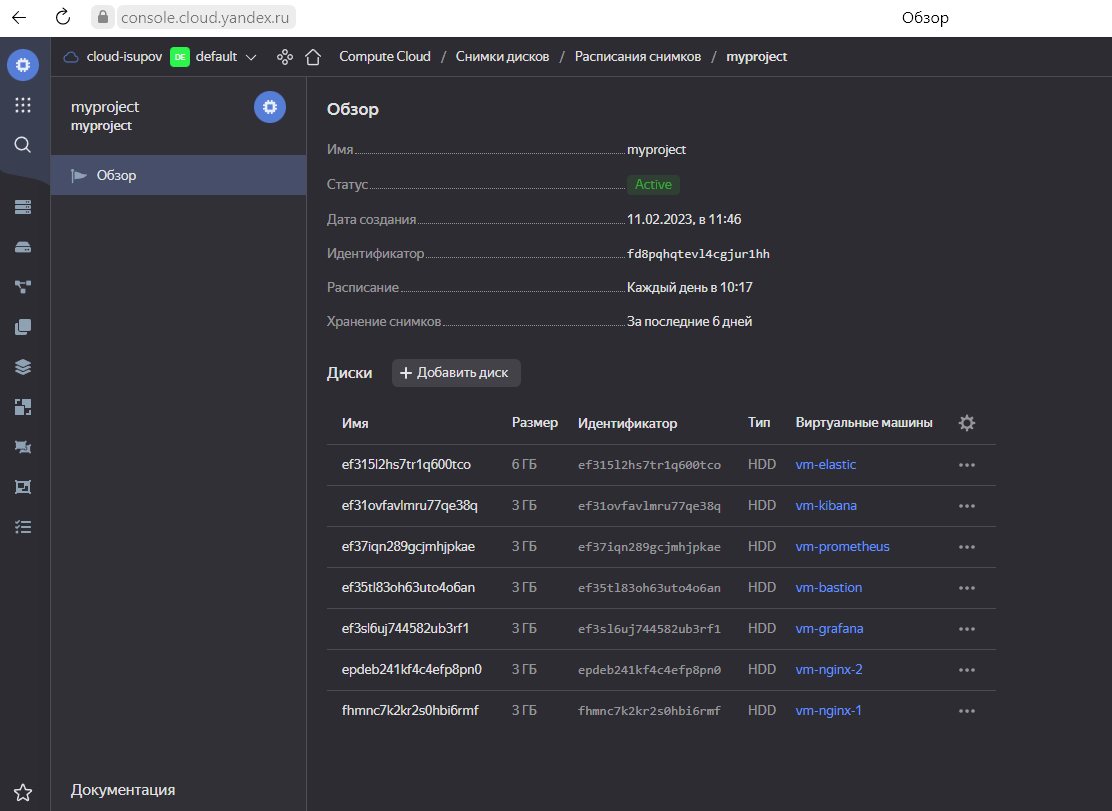 console.cloud.yandex.ru Обзор
cloud-isupov DE default Compute Cloud / Снимки дисков / Расписания снимков / myproject
myproject
myproject
Обзор
Документация
Обзор
Имя myproject
Статус Active
Дата создания 11.02.2023, в 11:46
Идентификатор fd8pqhqtevl4cgjur1hh
Расписание Каждый день в 10:17
Хранение снимков За последние 6 дней
Диски + Добавить диск
Имя Размер Идентификатор Тип Виртуальные машины
ef315l2hs7tr1q600tco 6 ГБ ef315l2hs7tr1q600tco HDD vm-elastic
ef31ovfavlmru77qe38q 3 ГБ ef31ovfavlmru77qe38q HDD vm-kibana
ef37iqn289gcjmhjpkae 3 ГБ ef37iqn289gcjmhjpkae HDD vm-prometheus
ef35tl83oh63uto4o6an 3 ГБ ef35tl83oh63uto4o6an HDD vm-bastion
ef3sl6uj744582ub3rf1 3 ГБ ef3sl6uj744582ub3rf1 HDD vm-grafana
epdeb241kf4c4efp8pn0 3 ГБ epdeb241kf4c4efp8pn0 HDD vm-nginx-2
fhmnc7k2kr2s0hbi6rmf 3 ГБ fhmnc7k2kr2s0hbi6rmf HDD vm-nginx-1